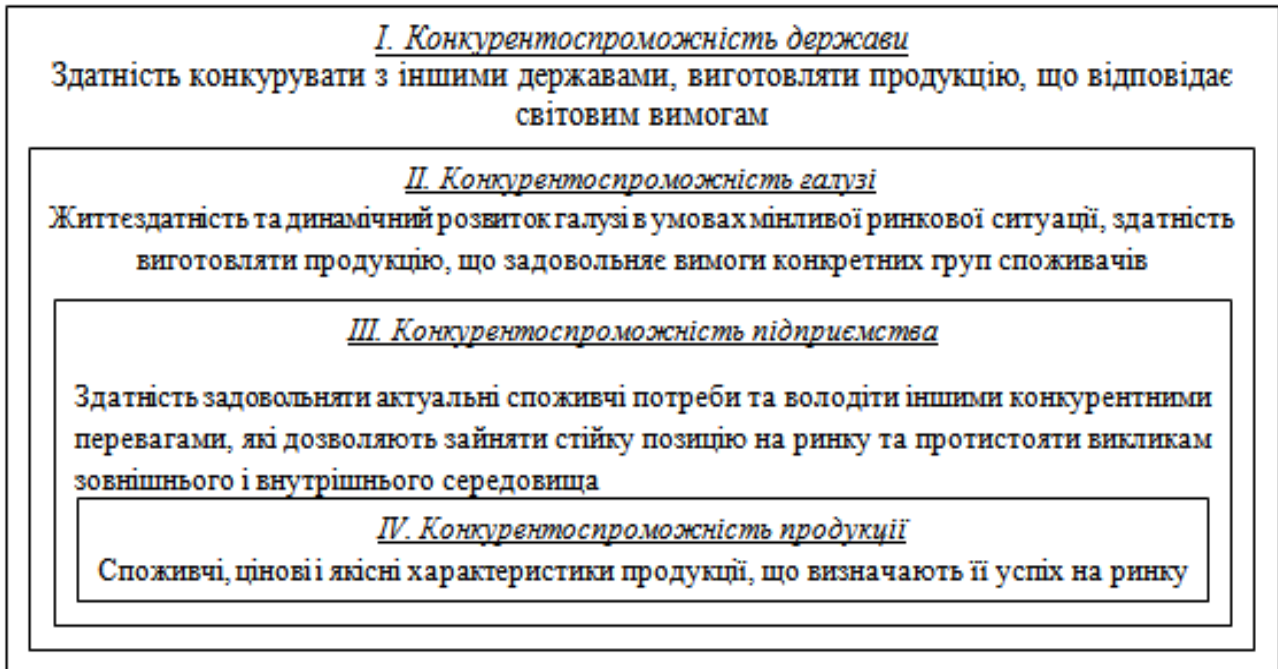 I. Конкурентоспроможність держави
Здатність конкурувати з іншими державами, виготовляти продукцію, що відповідає
світовим вимогам
II. Конкурентоспроможність галузі
Життєздатність та динамічний розвиток галузі в умовах мінливої ринкової ситуації, здатність
виготовляти продукцію, що задовольняє вимоги конкретних груп споживачів
III. Конкурентоспроможність підприємства
Здатність задовольняти актуальні споживчі потреби та володіти іншими конкурентними
перевагами, які дозволяють зайняти стійку позицію на ринку та протистояти викликам
зовнішнього і внутрішнього середовища
IV. Конкурентоспроможність продукції
Споживчі, цінові і якісні характеристики продукції, що визначають її успіх на ринку